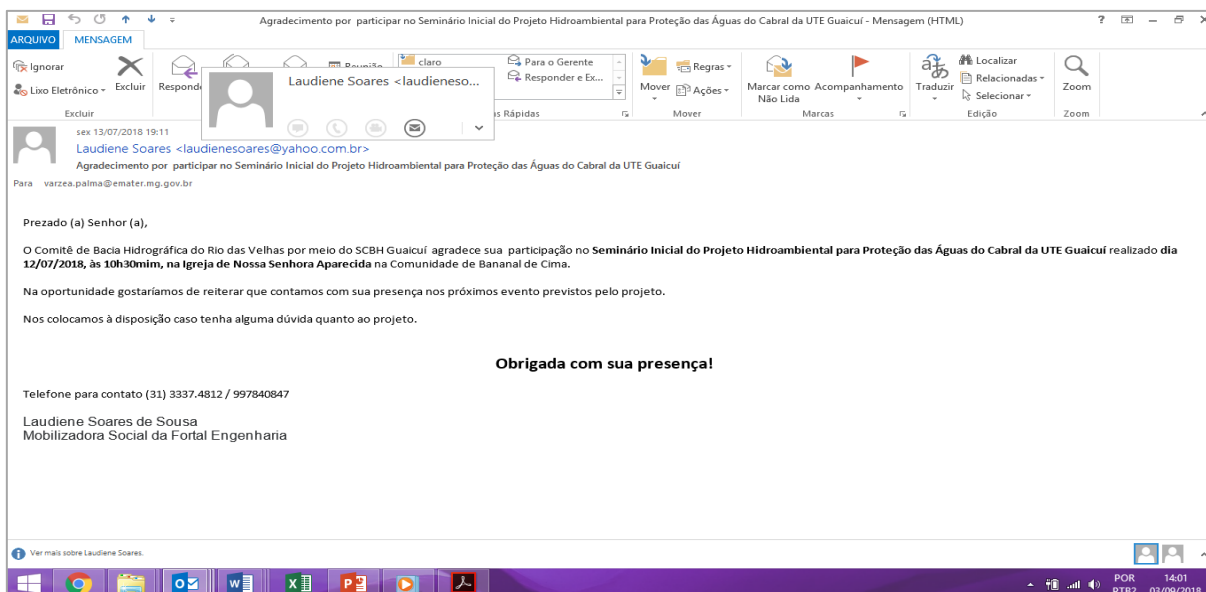 Agradecimento por participar no Seminário Inicial do Projeto Hidroambiental para Proteção das Águas do Cabral da UTE Guaicuí - Mensagem (HTML)
ARQUIVO MENSAGEM
Ignorar
Lixo Eletrônico
Excluir
Excluir
Reunião
claro
Para o Gerente
Responder e Ex...
s Rápidas
Mover
Regras
Ações
Mover
Marcar como Não Lida
Acompanhamento
Marcas
Traduzir
Localizar
Relacionadas
Selecionar
Edição
Zoom
Zoom
Laudiene Soares <laudieneso...
sex 13/07/2018 19:11
Laudiene Soares <laudienesoares@yahoo.com.br>
Agradecimento por participar no Seminário Inicial do Projeto Hidroambiental para Proteção das Águas do Cabral da UTE Guaicuí
Para varzea.palma@emater.mg.gov.br
Prezado (a) Senhor (a),
O Comitê de Bacia Hidrográfica do Rio das Velhas por meio do SCBH Guaicuí agradece sua participação no Seminário Inicial do Projeto Hidroambiental para Proteção das Águas do Cabral da UTE Guaicuí realizado dia
12/07/2018, às 10h30mim, na Igreja de Nossa Senhora Aparecida na Comunidade de Bananal de Cima.
Na oportunidade gostaríamos de reiterar que contamos com sua presença nos próximos evento previstos pelo projeto.
Nos colocamos à disposição caso tenha alguma dúvida quanto ao projeto.
Obrigada com sua presença!
Telefone para contato (31) 3337.4812 / 997840847
Laudiene Soares de Sousa
Mobilizadora Social da Fortal Engenharia
Ver mais sobre Laudiene Soares.
POR 14:01
PTB2 03/09/2018